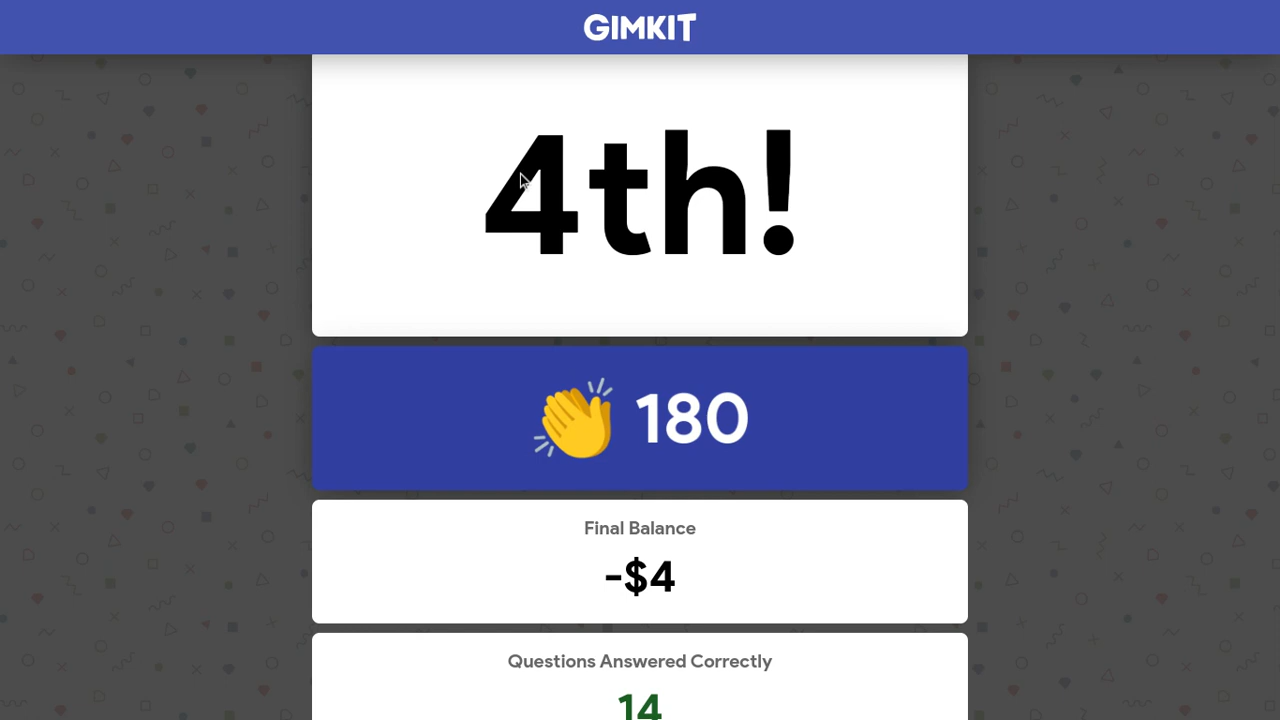 GIMKIT
4th!
👏 180
Final Balance
-$4
Questions Answered Correctly
14